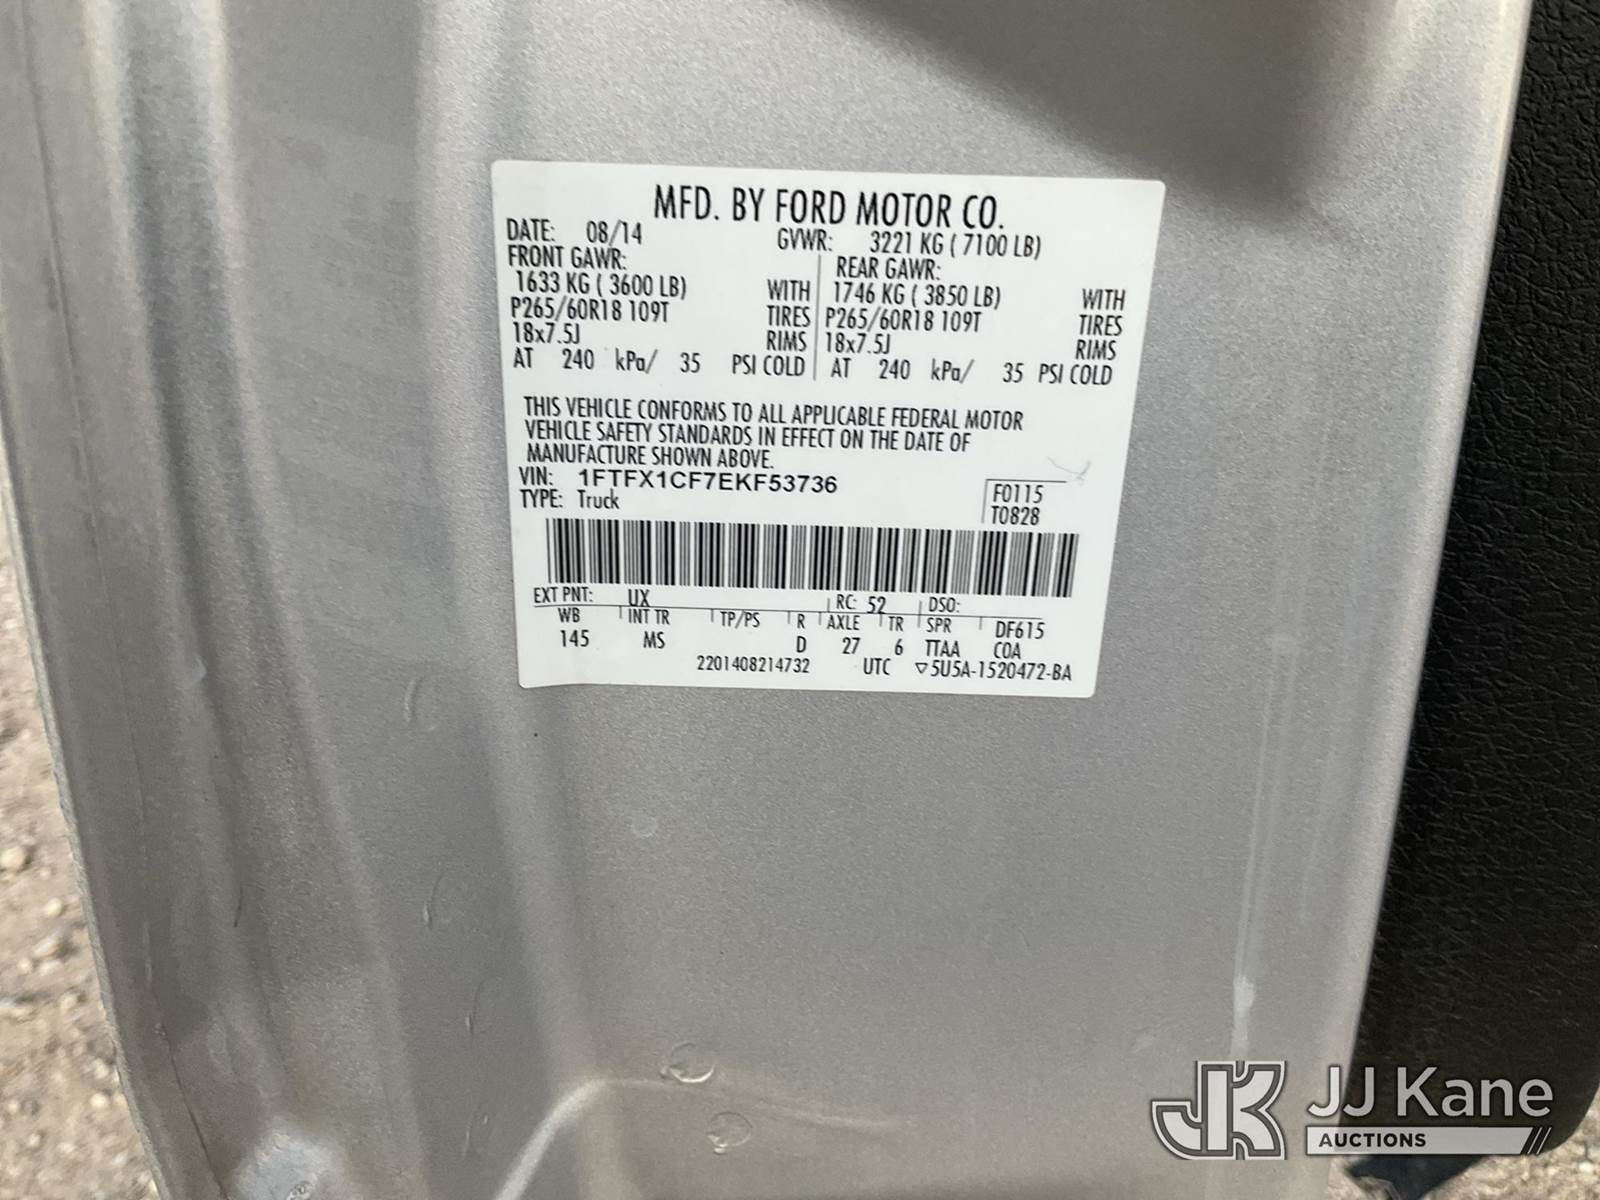 MFD. BY FORD MOTOR CO.
DATE: 08/14 GVWR: 3221 KG ( 7100 LB)
FRONT GAWR: REAR GAWR:
1633 KG ( 3600 LB) WITH 1746 KG ( 3850 LB) WITH
P265/60R18 109T TIRES P265/60R18 109T TIRES
18x7.5J RIMS 18x7.5J RIMS
AT 240 kPa/ 35 PSI COLD AT 240 kPa/ 35 PSI COLD
THIS VEHICLE CONFORMS TO ALL APPLICABLE FEDERAL MOTOR
VEHICLE SAFETY STANDARDS IN EFFECT ON THE DATE OF
MANUFACTURE SHOWN ABOVE.
VIN: 1FTFX1CF7EKF53736 F0115
TYPE: Truck T0828
EXT PNT: UX RC: 52 DSO:
WB INT TR TP/PS R AXLE TR SPR DF615
145 MS D 27 6 TTAA COA
2201408214732 UTC ▽5U5A-1520472-BA
JK JJ Kane
AUCTIONS